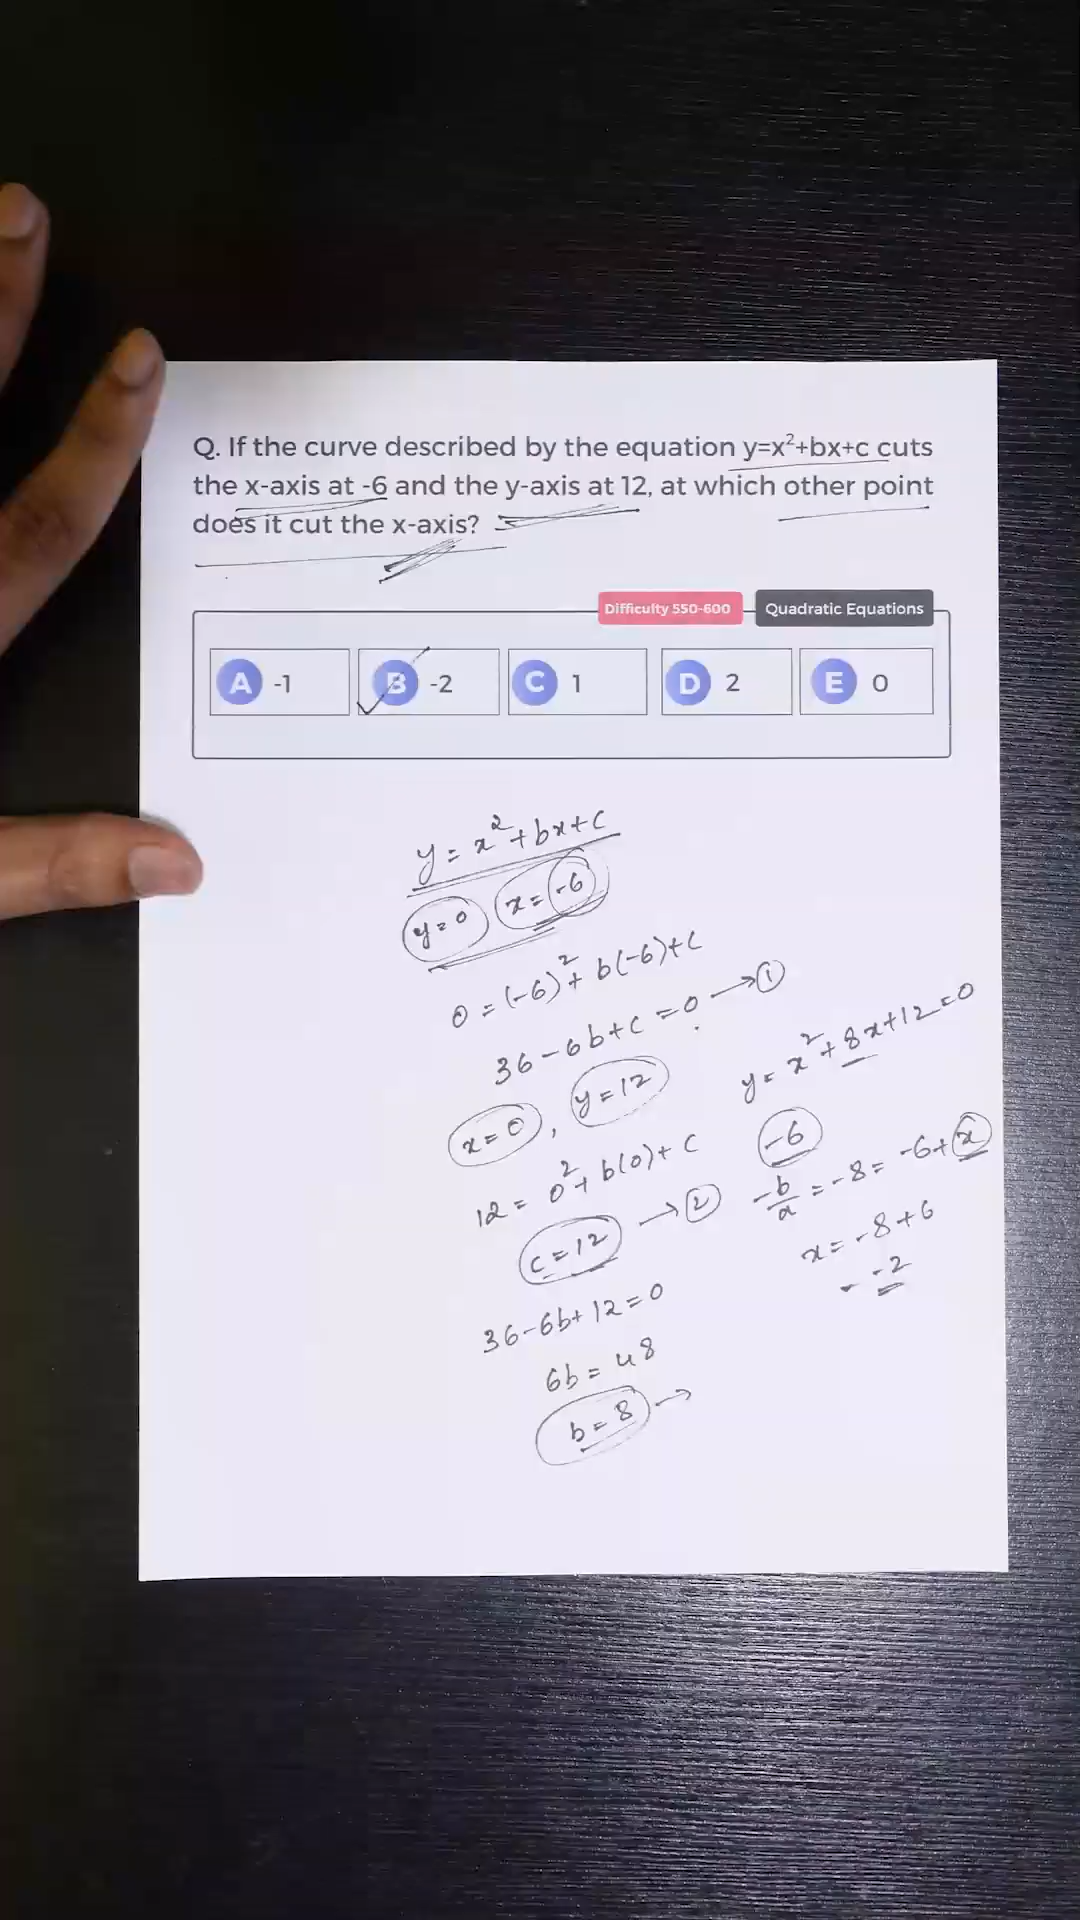 Q. If the curve described by the equation y=x²+bx+c cuts
the x-axis at -6 and the y-axis at 12, at which other point
does it cut the x-axis?
Difficulty 550-600
Quadratic Equations
A -1
B -2
C 1
D 2
E 0
y = x² + bx + c
y = 0 x = -6
0 = (-6)² + b(-6) + c
36 - 6b + c = 0 → 1
x = 0, y = 12
12 = 0² + b(0) + c
c = 12 → 2
36 - 6b + 12 = 0
6b = 48
b = 8 →
y = x² + 8x + 12 = 0
-6
-b/a = -8 = -6 + x
x = -8 + 6
- -2